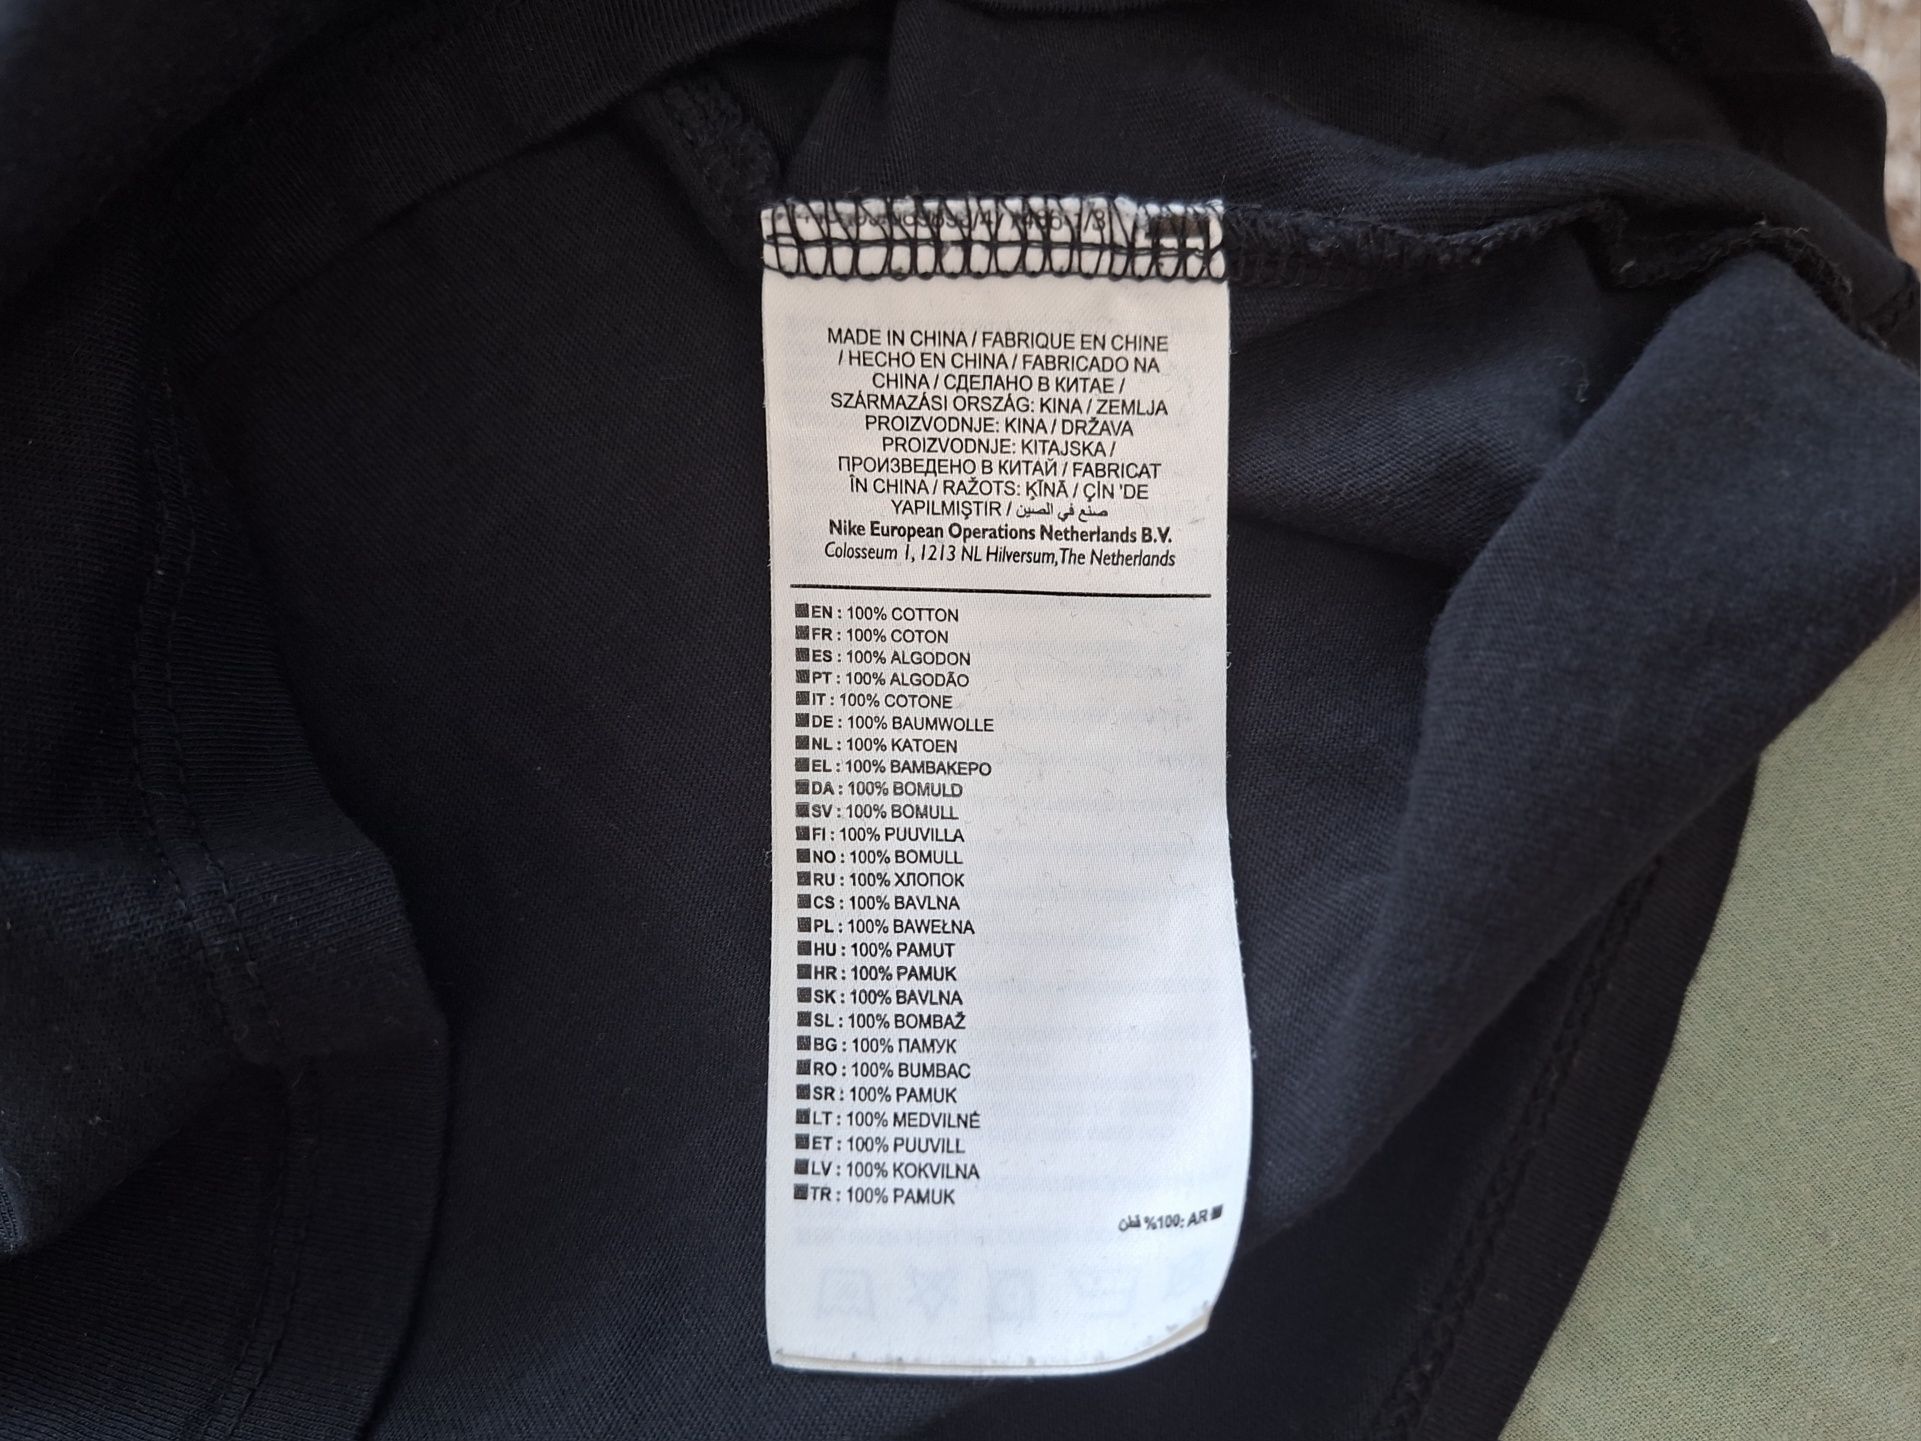 MADE IN CHINA / FABRIQUE EN CHINE
/ HECHO EN CHINA / FABRICADO NA
CHINA / СДЕЛАНО В КИТАЕ /
SZÁRMAZÁSI ORSZÁG: KINA / ZEMLJA
PROIZVODNJE: KINA / DRŽAVA
PROIZVODNJE: KITAJSKA /
ПРОИЗВЕДЕНО В КИТАЙ / FABRICAT
ÎN CHINA / RAŽOTS: ĶĪNĀ / ÇİN 'DE
YAPILMIŞTIR / صنع في الصين
Nike European Operations Netherlands B.V.
Colosseum 1, 1213 NL Hilversum, The Netherlands
EN : 100% COTTON
FR : 100% COTON
ES : 100% ALGODON
PT : 100% ALGODÃO
IT : 100% COTONE
DE : 100% BAUMWOLLE
NL : 100% KATOEN
EL : 100% ΒΑΜΒΑΚΕΡΟ
DA : 100% BOMULD
SV : 100% BOMULL
FI : 100% PUUVILLA
NO : 100% BOMULL
RU : 100% ХЛОПОК
CS : 100% BAVLNA
PL : 100% BAWEŁNA
HU : 100% PAMUT
HR : 100% PAMUK
SK : 100% BAVLNA
SL : 100% BOMBAŽ
BG : 100% ПАМУК
RO : 100% BUMBAC
SR : 100% PAMUK
LT : 100% MEDVILNĖ
ET : 100% PUUVILL
LV : 100% KOKVILNA
TR : 100% PAMUK
AR :100% قطن